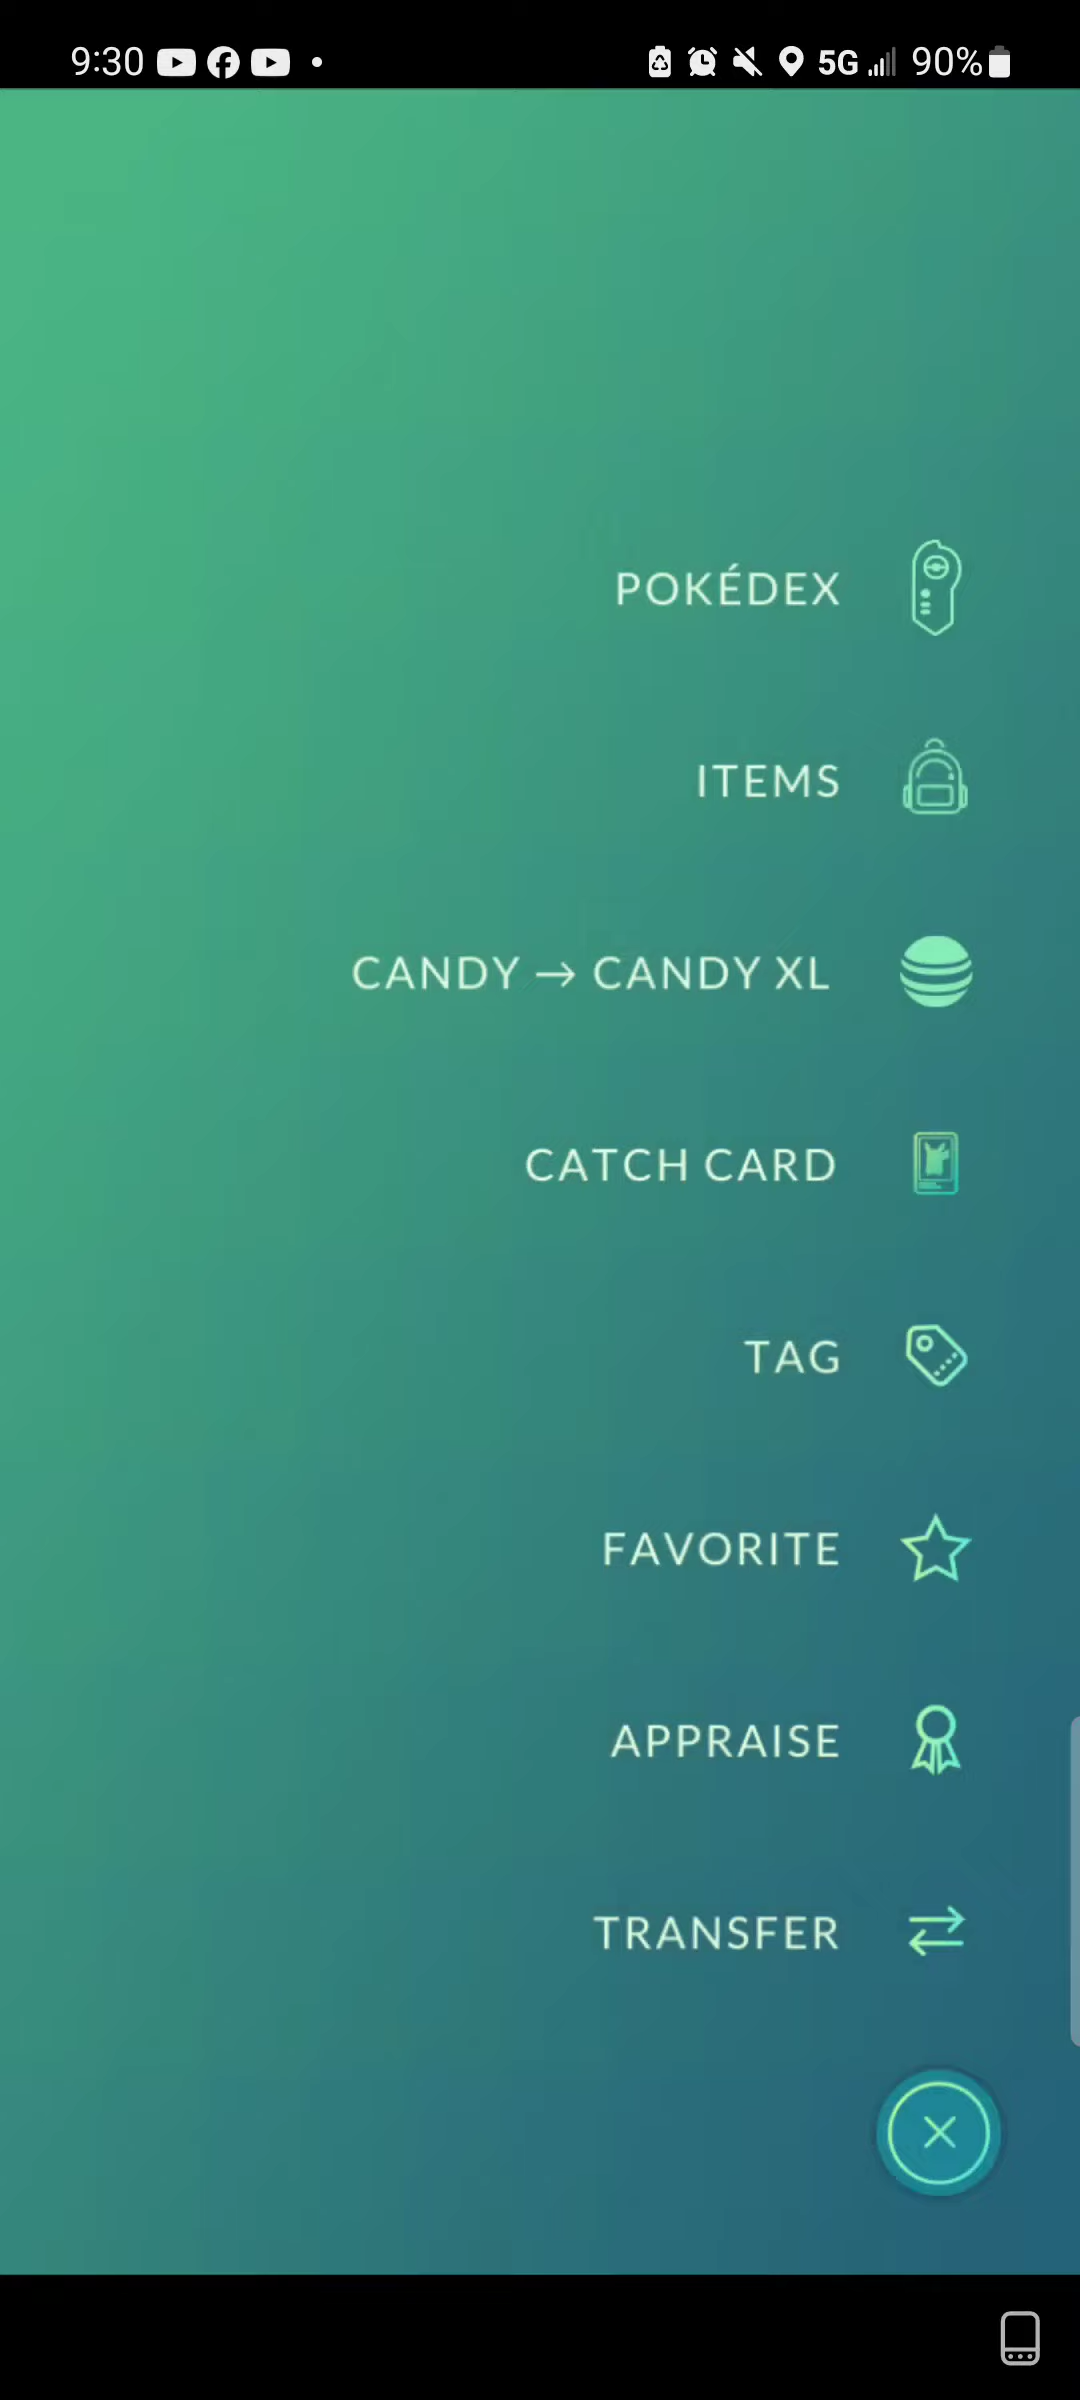 9:30 5G 90%
POKÉDEX
ITEMS
CANDY → CANDY XL
CATCH CARD
TAG
FAVORITE
APPRAISE
TRANSFER